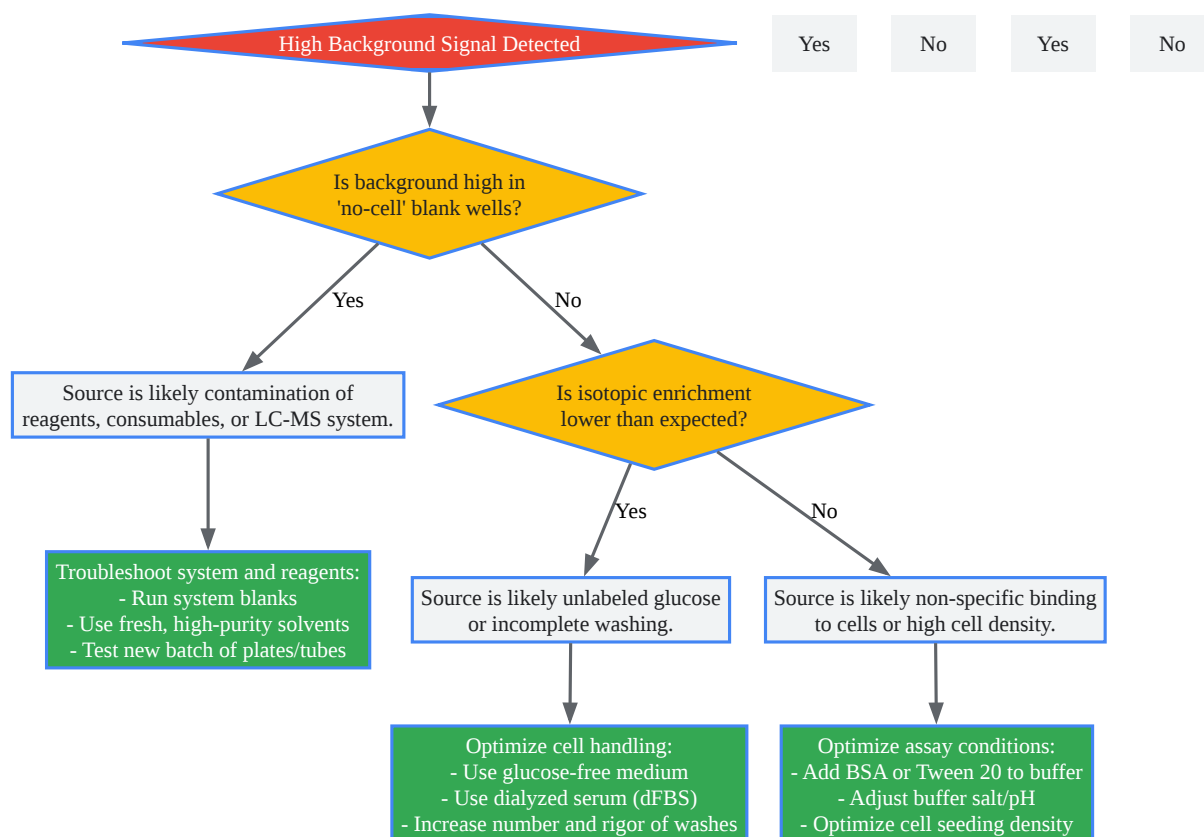 High Background Signal Detected
Yes
No
Yes
No
Is background high in
'no-cell' blank wells?
Yes
No
Source is likely contamination of
reagents, consumables, or LC-MS system.
Is isotopic enrichment
lower than expected?
Yes
No
Troubleshoot system and reagents:
- Run system blanks
- Use fresh, high-purity solvents
- Test new batch of plates/tubes
Source is likely unlabeled glucose
or incomplete washing.
Source is likely non-specific binding
to cells or high cell density.
Optimize cell handling:
- Use glucose-free medium
- Use dialyzed serum (dFBS)
- Increase number and rigor of washes
Optimize assay conditions:
- Add BSA or Tween 20 to buffer
- Adjust buffer salt/pH
- Optimize cell seeding density